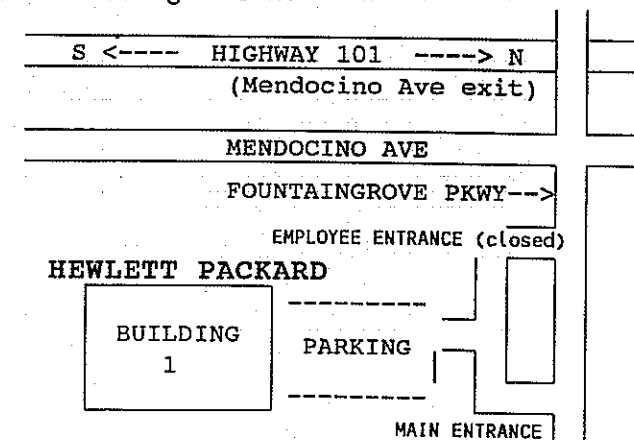 S <---- HIGHWAY 101 ----> N
(Mendocino Ave exit)
MENDOCINO AVE
FOUNTAINGROVE PKWY-->
EMPLOYEE ENTRANCE (closed)
HEWLETT PACKARD
BUILDING
1
PARKING
MAIN ENTRANCE